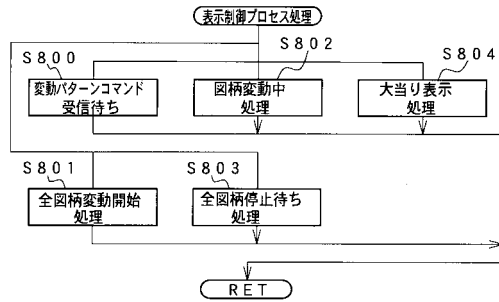 表示制御プロセス処理
S800
S802
S804
変動パターンコマンド
受信待ち
図柄変動中
処理
大当り表示
処理
S801
S803
全図柄変動開始
処理
全図柄停止待ち
処理
RET